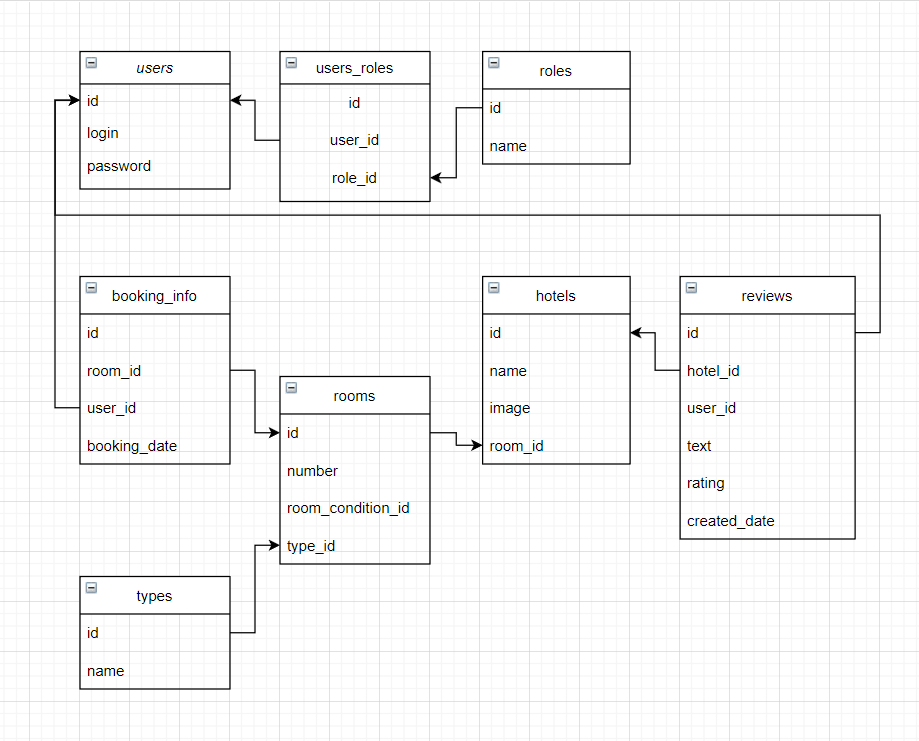 users
id
login
password
users_roles
id
user_id
role_id
roles
id
name
booking_info
id
room_id
user_id
booking_date
rooms
id
number
room_condition_id
type_id
hotels
id
name
image
room_id
reviews
id
hotel_id
user_id
text
rating
created_date
types
id
name